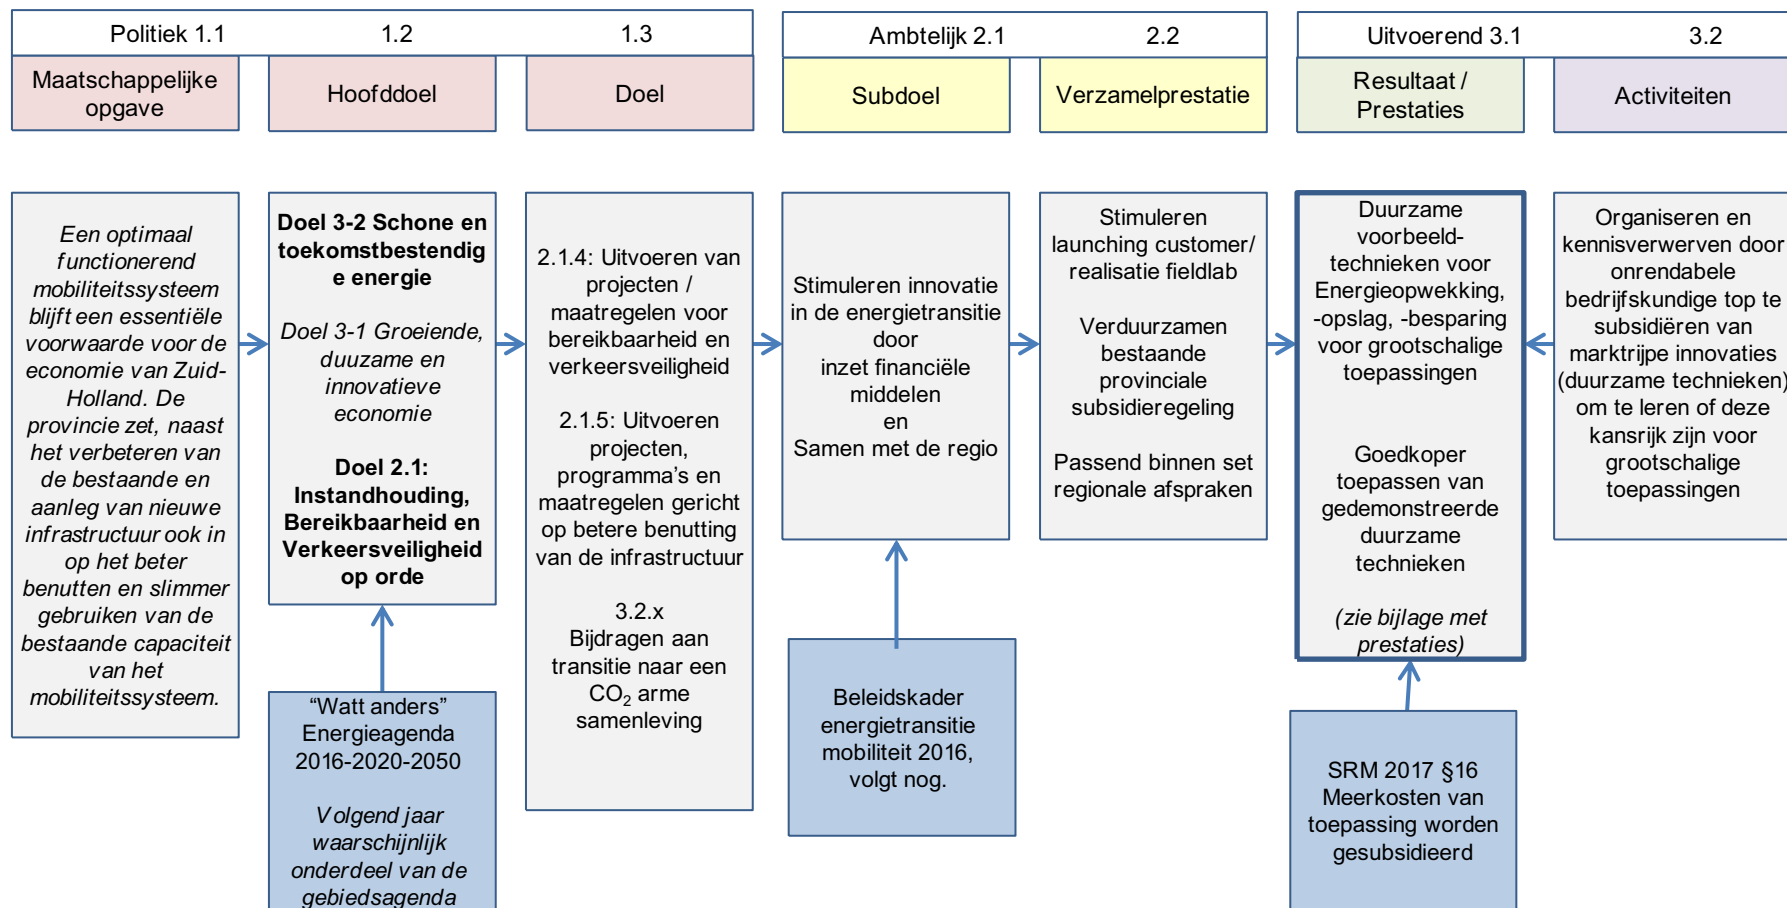 Politiek 1.1
1.2
1.3
Ambtelijk 2.1
2.2
Uitvoerend 3.1
3.2
Maatschappelijke
opgave
Hoofddoel
Doel
Subdoel
Verzamelprestatie
Resultaat /
Prestaties
Activiteiten
Een optimaal
functionerend
mobiliteitssysteem
blijft een essentiële
voorwaarde voor de
economie van Zuid-
Holland. De
provincie zet, naast
het verbeteren van
de bestaande en
aanleg van nieuwe
infrastructuur ook in
op het beter
benutten en slimmer
gebruiken van de
bestaande capaciteit
van het
mobiliteitssysteem.
Doel 3-2 Schone en
toekomstbestendig
e energie
Doel 3-1 Groeiende,
duuzame en
innovatieve
economie
Doel 2.1:
Instandhouding,
Bereikbaarheid en
Verkeersveiligheid
op orde
"Watt anders"
Energieagenda
2016-2020-2050
Volgend jaar
waarschijnlijk
onderdeel van de
gebiedsagenda
2.1.4: Uitvoeren van
projecten /
maatregelen voor
bereikbaarheid en
verkeersveiligheid
2.1.5: Uitvoeren
projecten,
programma's en
maatregelen gericht
op betere benutting
van de infrastructuur
3.2.x
Bijdragen aan
transitie naar een
CO2 arme
samenleving
Stimuleren innovatie
in de energietransitie
door
inzet financiële
middelen
en
Samen met de regio
Beleidskader
energietransitie
mobiliteit 2016,
volgt nog.
Stimuleren
launching customer/
realisatie fieldlab
Verduurzamen
bestaande
provinciale
subsidieregeling
Passend binnen set
regionale afspraken
Duurzame
voorbeeld-
technieken voor
Energieopwekking,
-opslag, -besparing
voor grootschalige
toepassingen
Goedkoper
toepassen van
gedemonstreerde
duurzame
technieken
(zie bijlage met
prestaties)
SRM 2017 §16
Meerkosten van
toepassing worden
gesubsidieerd
Organiseren en
kennisverwerven door
onrendabele
bedrijfskundige top te
subsidiëren van
marktrijpe innovaties
(duurzame technieken)
om te leren of deze
kansrijk zijn voor
grootschalige
toepassingen